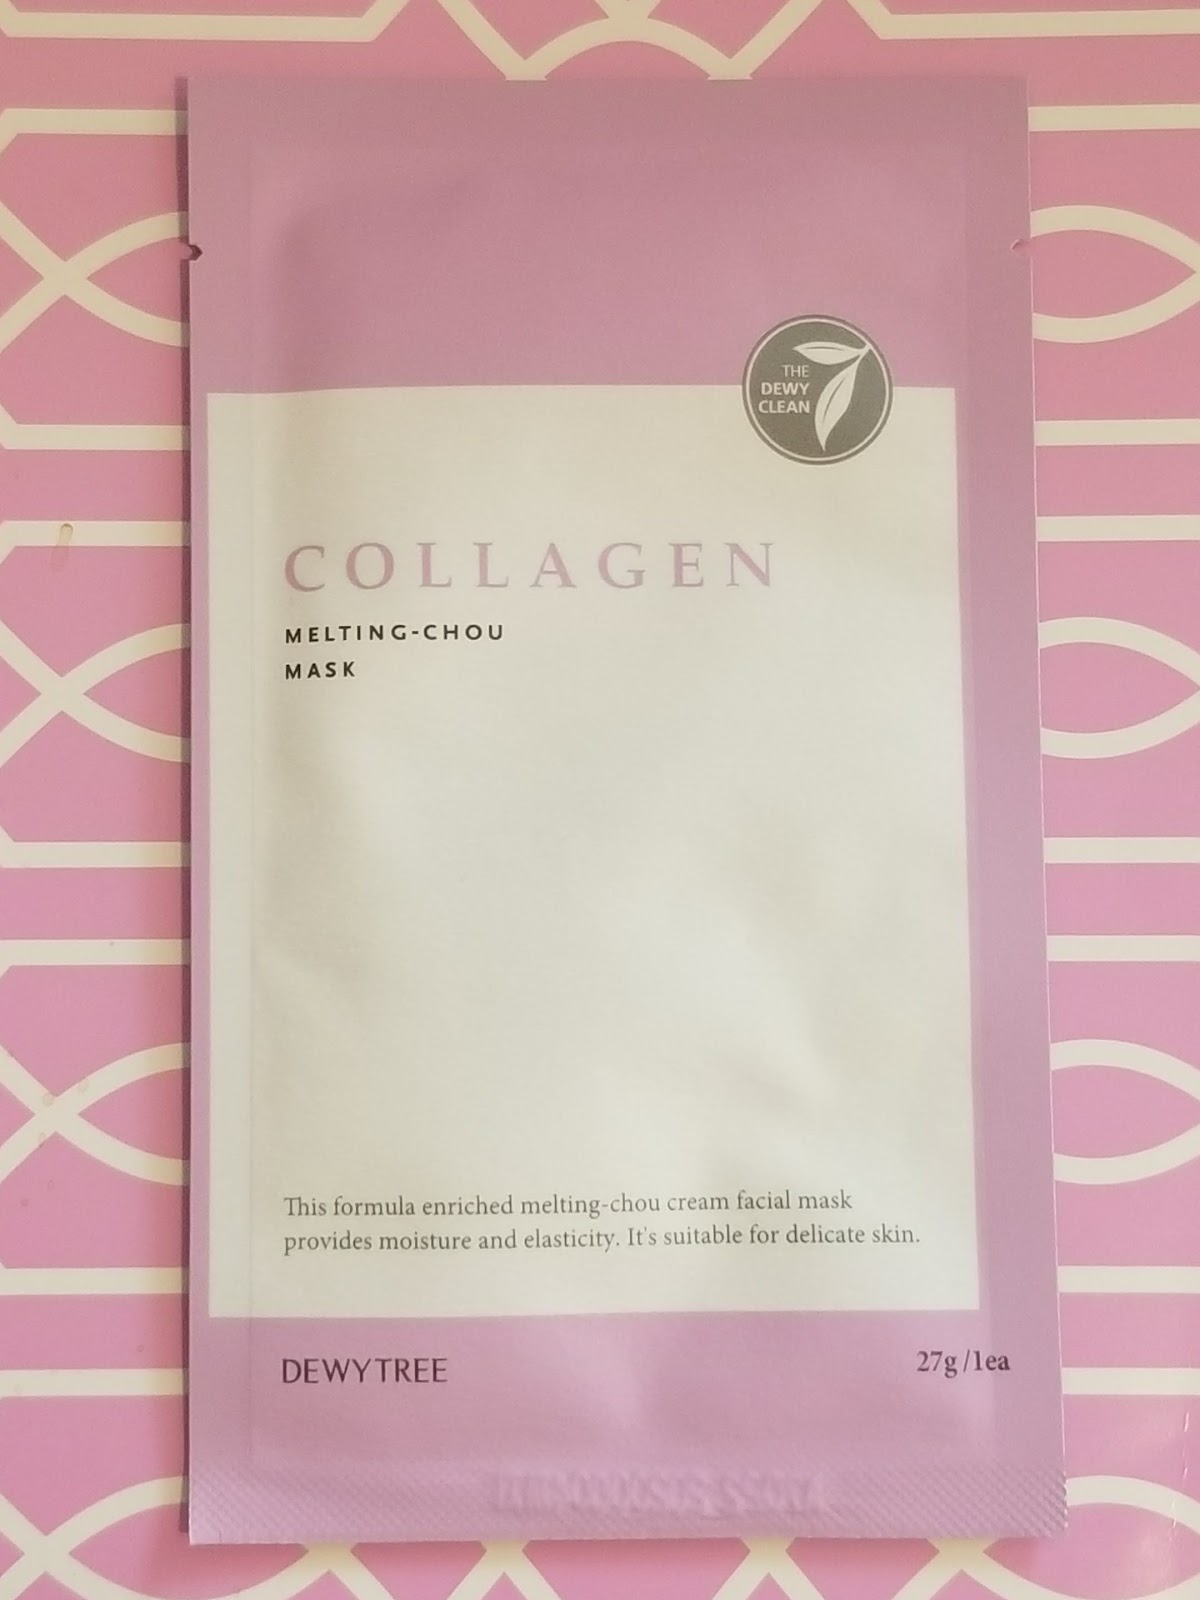 THE
DEWY
CLEAN
COLLAGEN
MELTING-CHOU
MASK
This formula enriched melting-chou cream facial mask
provides moisture and elasticity. It's suitable for delicate skin.
DEWYTREE
27g/1ea